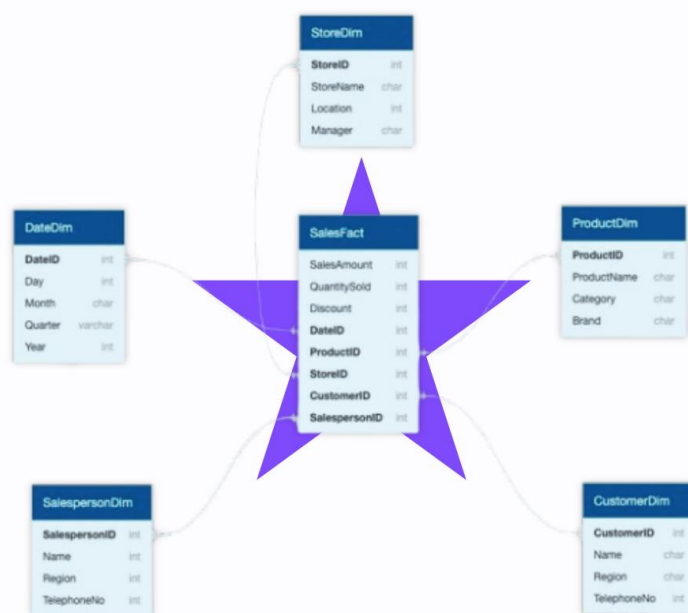 StoreDim
StoreID int
StoreName char
Location int
Manager char
DateDim
DateID int
Day int
Month char
Quarter varchar
Year int
SalesFact
SalesAmount int
QuantitySold int
Discount int
DateID int
ProductID int
StoreID int
CustomerID int
SalespersonID int
ProductDim
ProductID int
ProductName char
Category char
Brand char
SalespersonDim
SalespersonID int
Name int
Region int
TelephoneNo int
CustomerDim
CustomerID int
Name char
Region char
TelephoneNo int